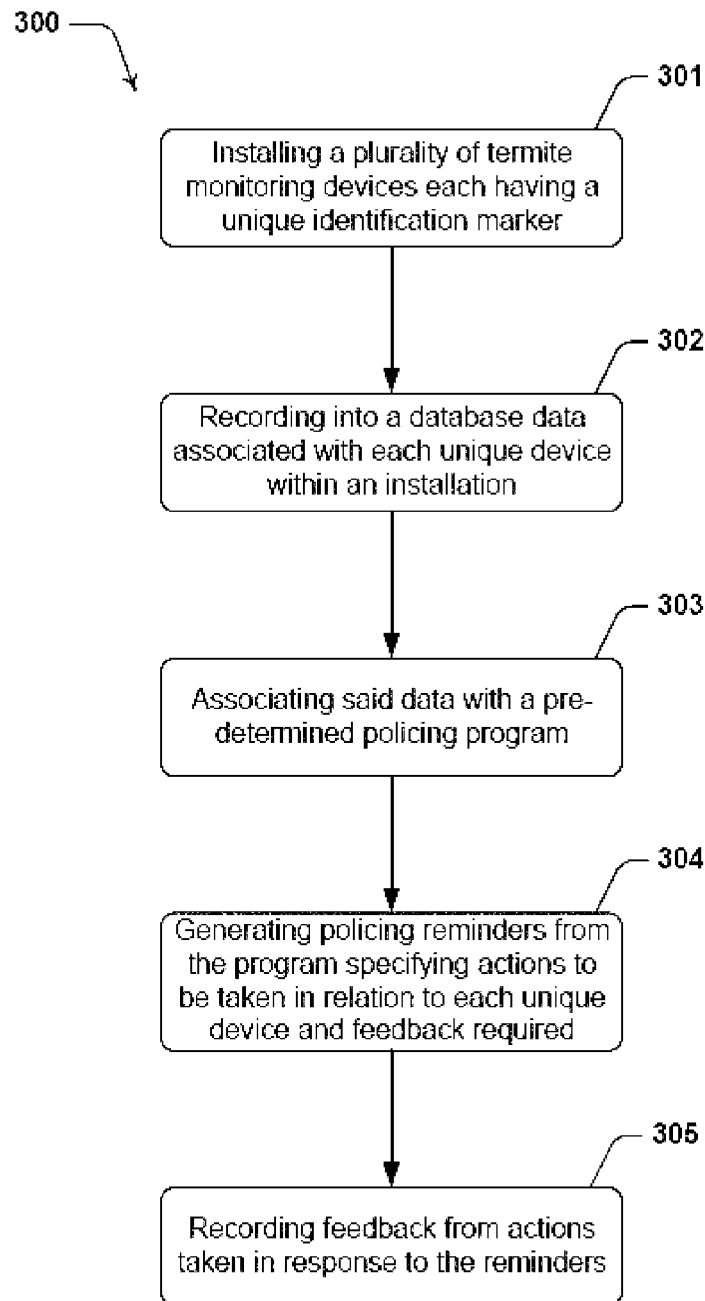 300
301
Installing a plurality of termite
monitoring devices each having a
unique identification marker
302
Recording into a database data
associated with each unique device
within an installation
303
Associating said data with a pre-
determined policing program
304
Generating policing reminders from
the program specifying actions to
be taken in relation to each unique
device and feedback required
305
Recording feedback from actions
taken in response to the reminders